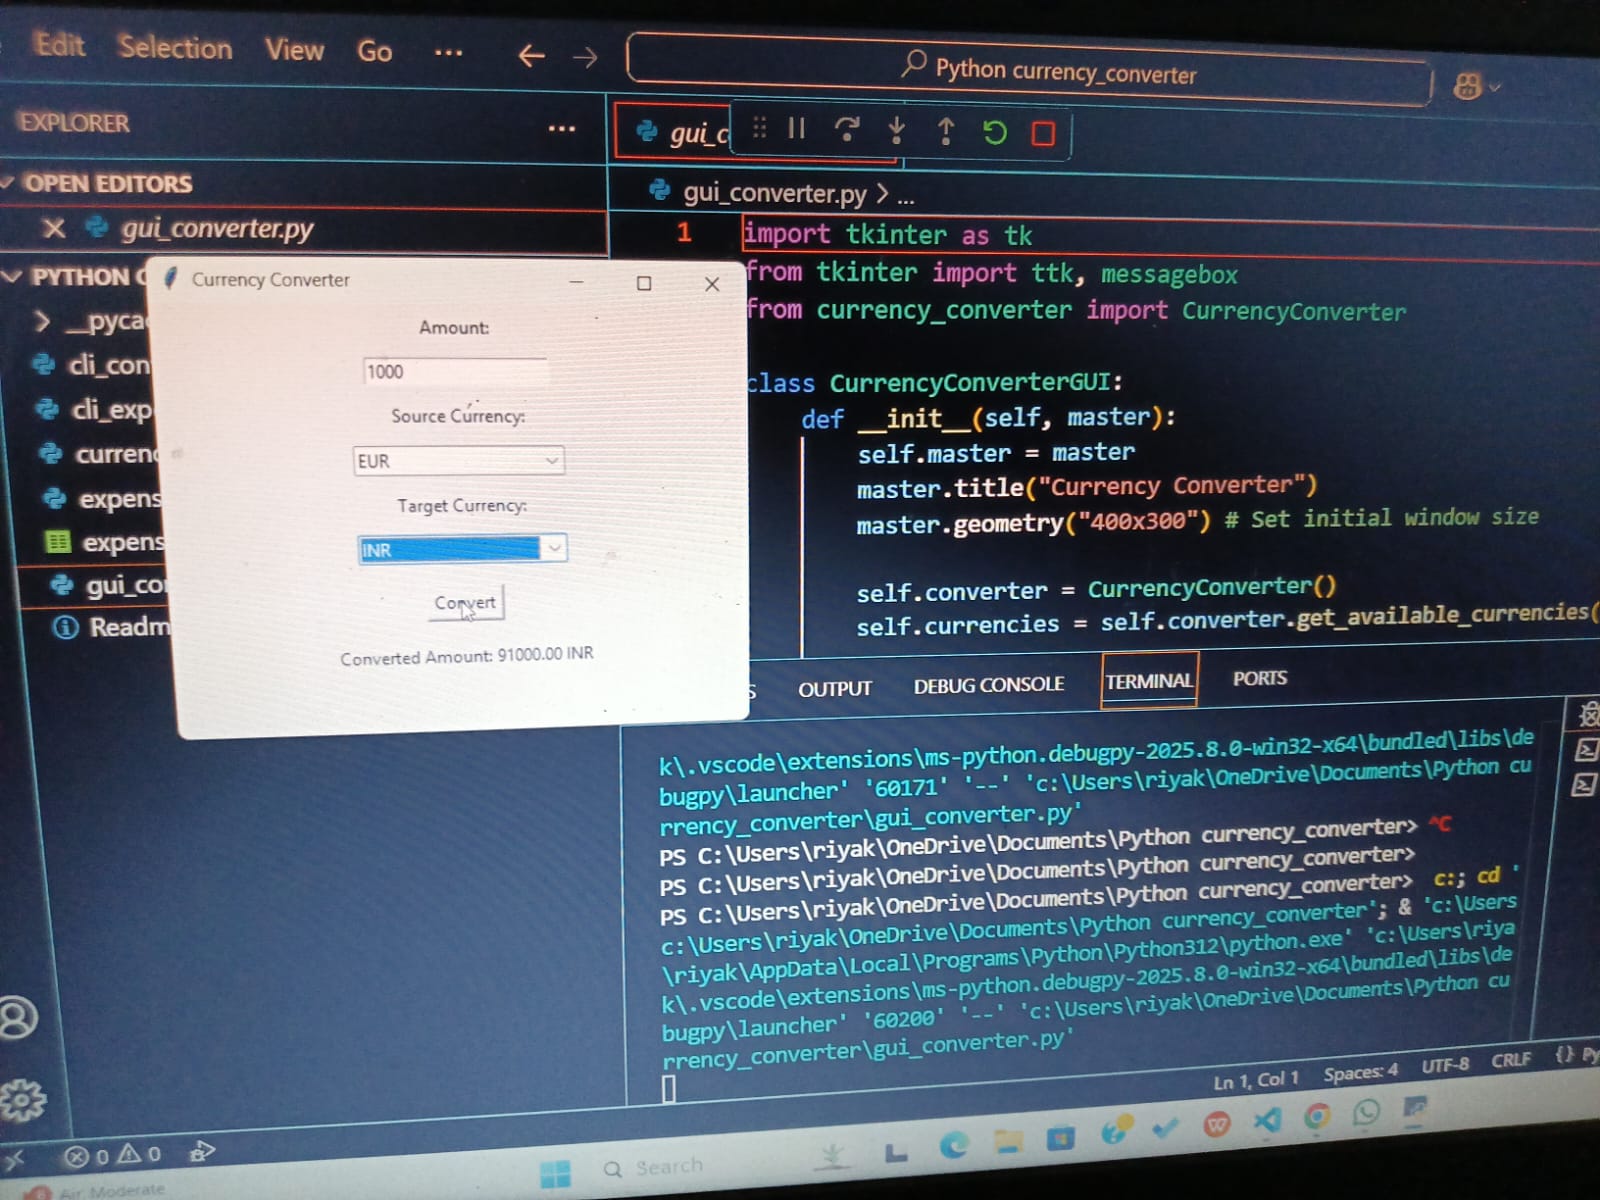 Edit Selection View Go ...
Python currency_converter
EXPLORER ...
gui_c
OPEN EDITORS
gui_converter.py
gui_converter.py > ...
PYTHON C
__pyca
cli_con
cli_exp
curren
expens
expens
gui_co
Readm
Currency Converter
Amount:
1000
Source Currency:
EUR
Target Currency:
INR
Convert
Converted Amount: 91000.00 INR
1 import tkinter as tk
from tkinter import ttk, messagebox
from currency_converter import CurrencyConverter
class CurrencyConverterGUI:
def __init__(self, master):
self.master = master
master.title("Currency Converter")
master.geometry("400x300") # Set initial window size
self.converter = CurrencyConverter()
self.currencies = self.converter.get_available_currencies(
S OUTPUT DEBUG CONSOLE TERMINAL PORTS
k\.vscode\extensions\ms-python.debugpy-2025.8.0-win32-x64\bundled\libs\de
bugpy\launcher' '60171' '--' 'c:\Users\riyak\OneDrive\Documents\Python cu
rrency_converter\gui_converter.py'
PS C:\Users\riyak\OneDrive\Documents\Python currency_converter> ^C
PS C:\Users\riyak\OneDrive\Documents\Python currency_converter>
PS C:\Users\riyak\OneDrive\Documents\Python currency_converter> c:; cd '
c:\Users\riyak\OneDrive\Documents\Python currency_converter'; & 'c:\Users
\riyak\AppData\Local\Programs\Python\Python312\python.exe' 'c:\Users\riya
k\.vscode\extensions\ms-python.debugpy-2025.8.0-win32-x64\bundled\libs\de
bugpy\launcher' '60200' '--' 'c:\Users\riyak\OneDrive\Documents\Python cu
rrency_converter\gui_converter.py'
0 0
Ln 1, Col 1 Spaces: 4 UTF-8 CRLF {} Py
Search
Air: Moderate